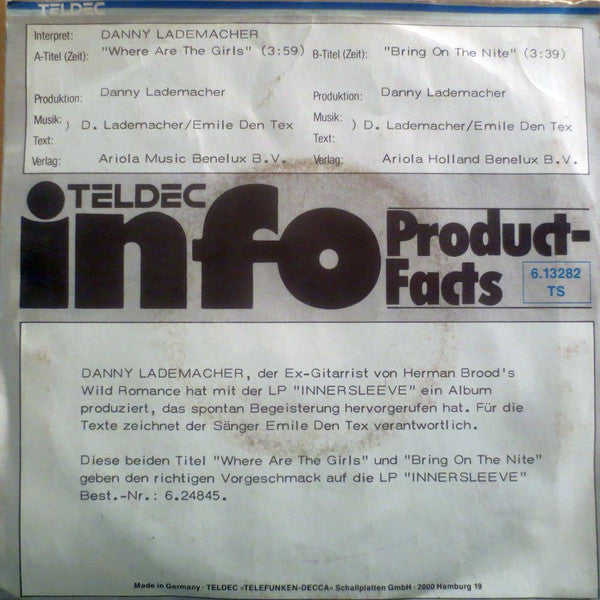 TELDEC
Interpret: DANNY LADEMACHER
A-Titel (Zeit): "Where Are The Girls" (3:59) B-Titel (Zeit): "Bring On The Nite" (3:39)
Produktion: Danny Lademacher Produktion: Danny Lademacher
Musik: Musik:
) D. Lademacher/Emile Den Tex ) D. Lademacher/Emile Den Tex
Text: Text:
Verlag: Ariola Music Benelux B.V. Verlag: Ariola Holland Benelux B.V.
TELDEC
info Product-
Facts
6.13282
TS
DANNY LADEMACHER, der Ex-Gitarrist von Herman Brood's
Wild Romance hat mit der LP "INNERSLEEVE" ein Album
produziert, das spontan Begeisterung hervorgerufen hat. Für die
Texte zeichnet der Sänger Emile Den Tex verantwortlich.
Diese beiden Titel "Where Are The Girls" und "Bring On The Nite"
geben den richtigen Vorgeschmack auf die LP "INNERSLEEVE"
Best.-Nr.: 6.24845.
Made in Germany · TELDEC »TELEFUNKEN-DECCA« Schallplatten GmbH · 2000 Hamburg 19